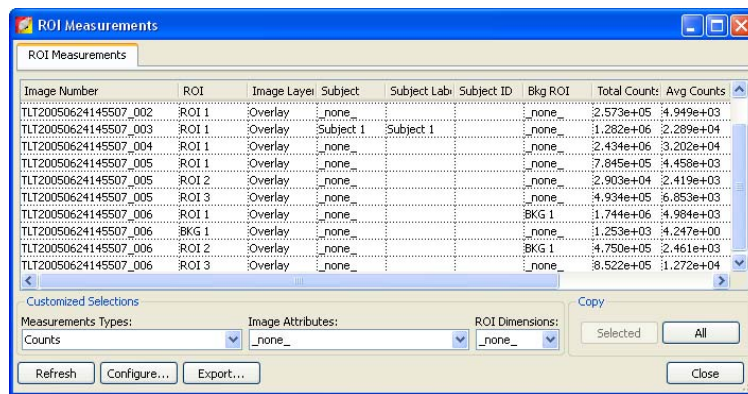 ROI Measurements
ROI Measurements
Image Number ROI Image Layer Subject Subject Lab Subject ID Bkg ROI Total Counts Avg Counts
TLT20050624145507_002 ROI 1 Overlay _none_ _none_ 2.573e+05 4.949e+03
TLT20050624145507_003 ROI 1 Overlay Subject 1 Subject 1 _none_ 1.282e+06 2.289e+04
TLT20050624145507_004 ROI 1 Overlay _none_ _none_ 2.434e+06 3.202e+04
TLT20050624145507_005 ROI 1 Overlay _none_ _none_ 7.845e+05 4.458e+03
TLT20050624145507_005 ROI 2 Overlay _none_ _none_ 2.903e+04 2.419e+03
TLT20050624145507_005 ROI 3 Overlay _none_ _none_ 4.934e+05 6.853e+03
TLT20050624145507_006 ROI 1 Overlay _none_ BKG 1 1.744e+06 4.984e+03
TLT20050624145507_006 BKG 1 Overlay _none_ _none_ 1.253e+03 4.247e+00
TLT20050624145507_006 ROI 2 Overlay _none_ BKG 1 4.750e+05 2.461e+03
TLT20050624145507_006 ROI 3 Overlay _none_ _none_ 8.522e+05 1.272e+04
Customized Selections Copy
Measurements Types: Image Attributes: ROI Dimensions:
Counts _none_ _none_ Selected All
Refresh Configure... Export... Close